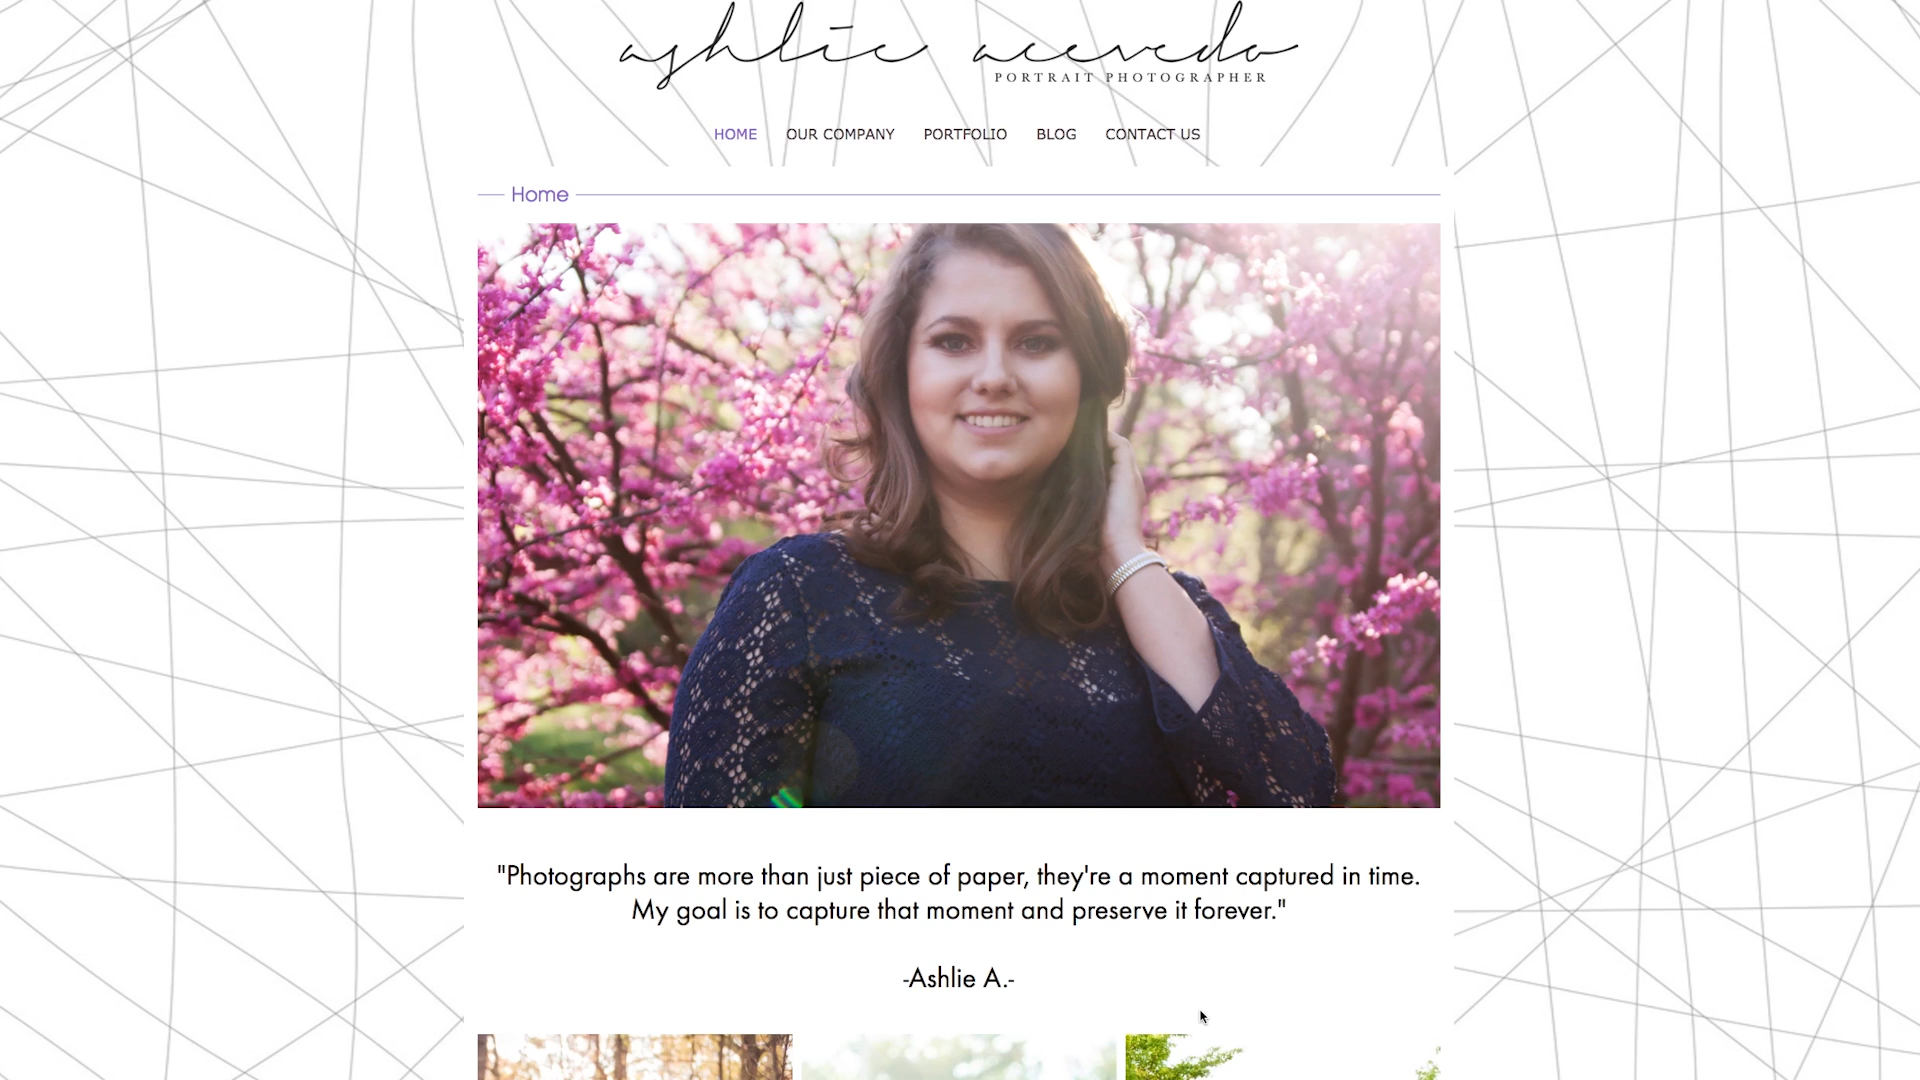 ashlie acevedo
PORTRAIT PHOTOGRAPHER
HOME OUR COMPANY PORTFOLIO BLOG CONTACT US
Home
"Photographs are more than just piece of paper, they're a moment captured in time.
My goal is to capture that moment and preserve it forever."
-Ashlie A.-